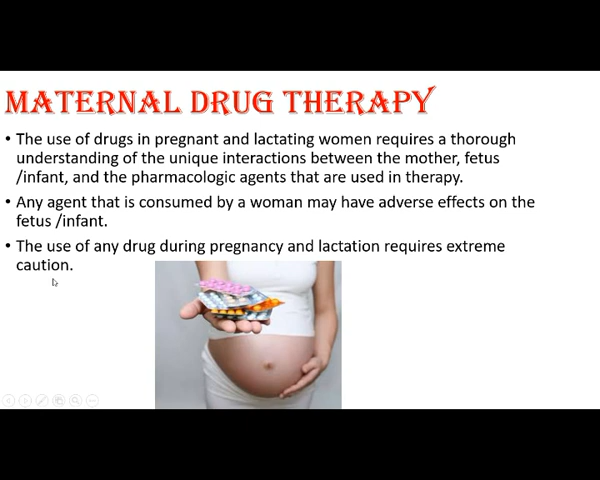 MATERNAL DRUG THERAPY
• The use of drugs in pregnant and lactating women requires a thorough
understanding of the unique interactions between the mother, fetus
/infant, and the pharmacologic agents that are used in therapy.
• Any agent that is consumed by a woman may have adverse effects on the
fetus /infant.
• The use of any drug during pregnancy and lactation requires extreme
caution.